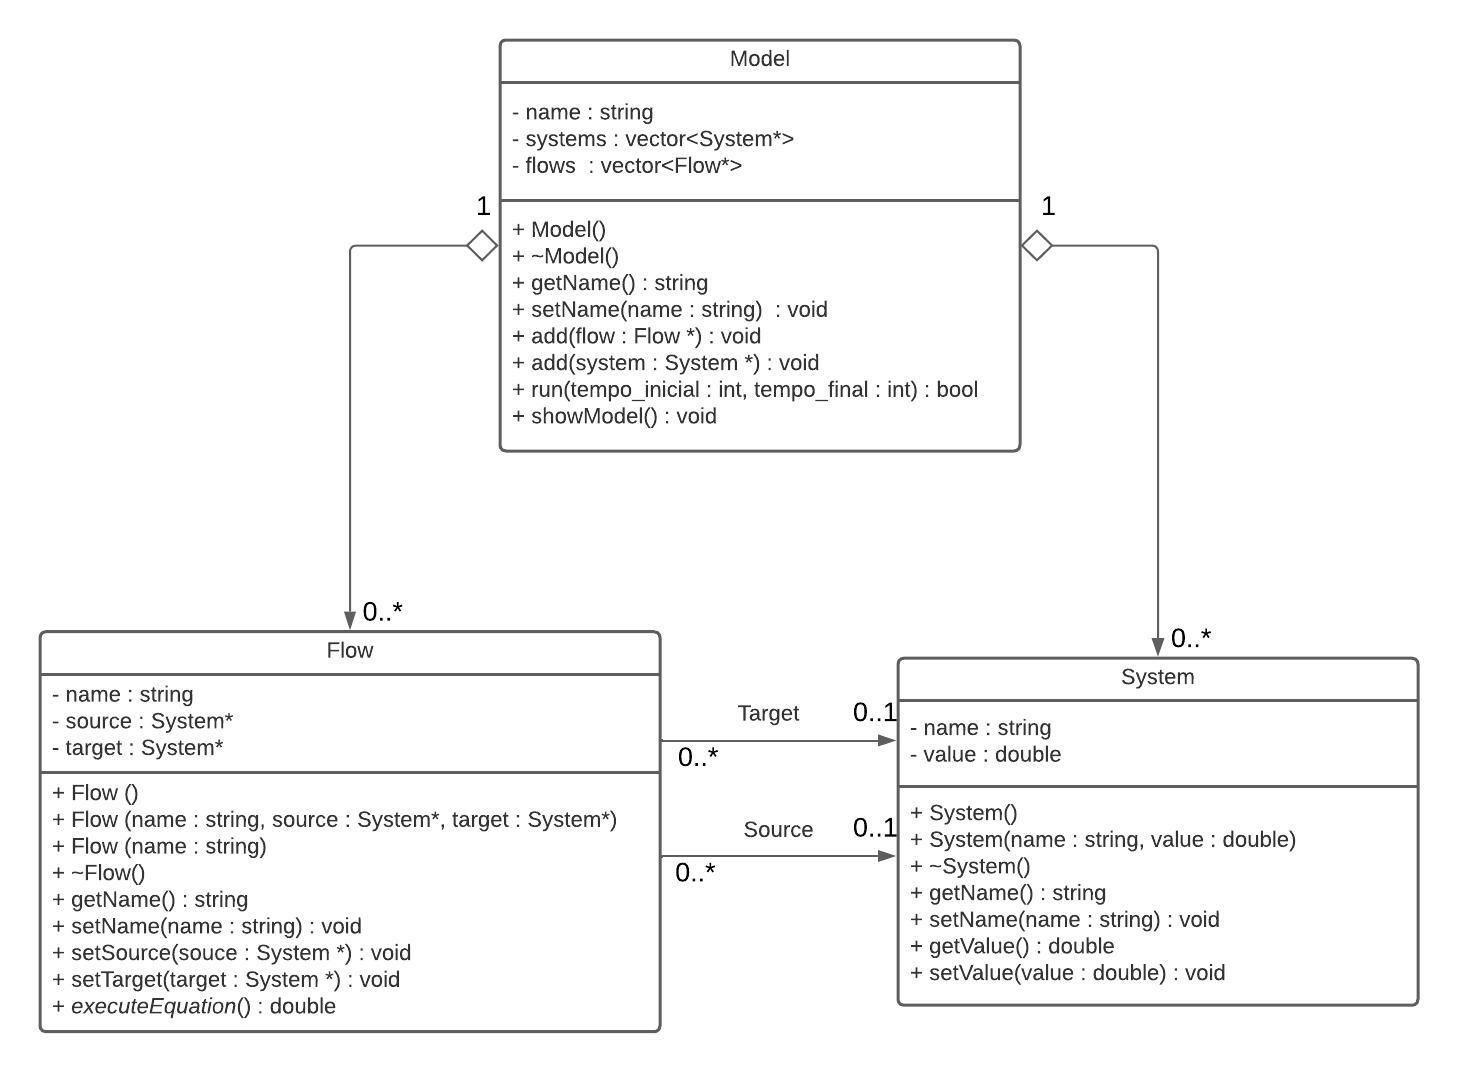 Model
- name : string
- systems : vector<System*>
- flows  : vector<Flow*>
1
1
+ Model()
+ ~Model()
+ getName() : string
+ setName(name : string)  : void
+ add(flow : Flow *) : void
+ add(system : System *) : void
+ run(tempo_inicial : int, tempo_final : int) : bool
+ showModel() : void
0..*
0..*
Flow
- name : string
- source : System*
- target : System*
+ Flow ()
+ Flow (name : string, source : System*, target : System*)
+ Flow (name : string)
+ ~Flow()
+ getName() : string
+ setName(name : string) : void
+ setSource(souce : System *) : void
+ setTarget(target : System *) : void
+ executeEquation() : double
Target
0..1
0..*
Source
0..1
0..*
System
- name : string
- value : double
+ System()
+ System(name : string, value : double)
+ ~System()
+ getName() : string
+ setName(name : string) : void
+ getValue() : double
+ setValue(value : double) : void